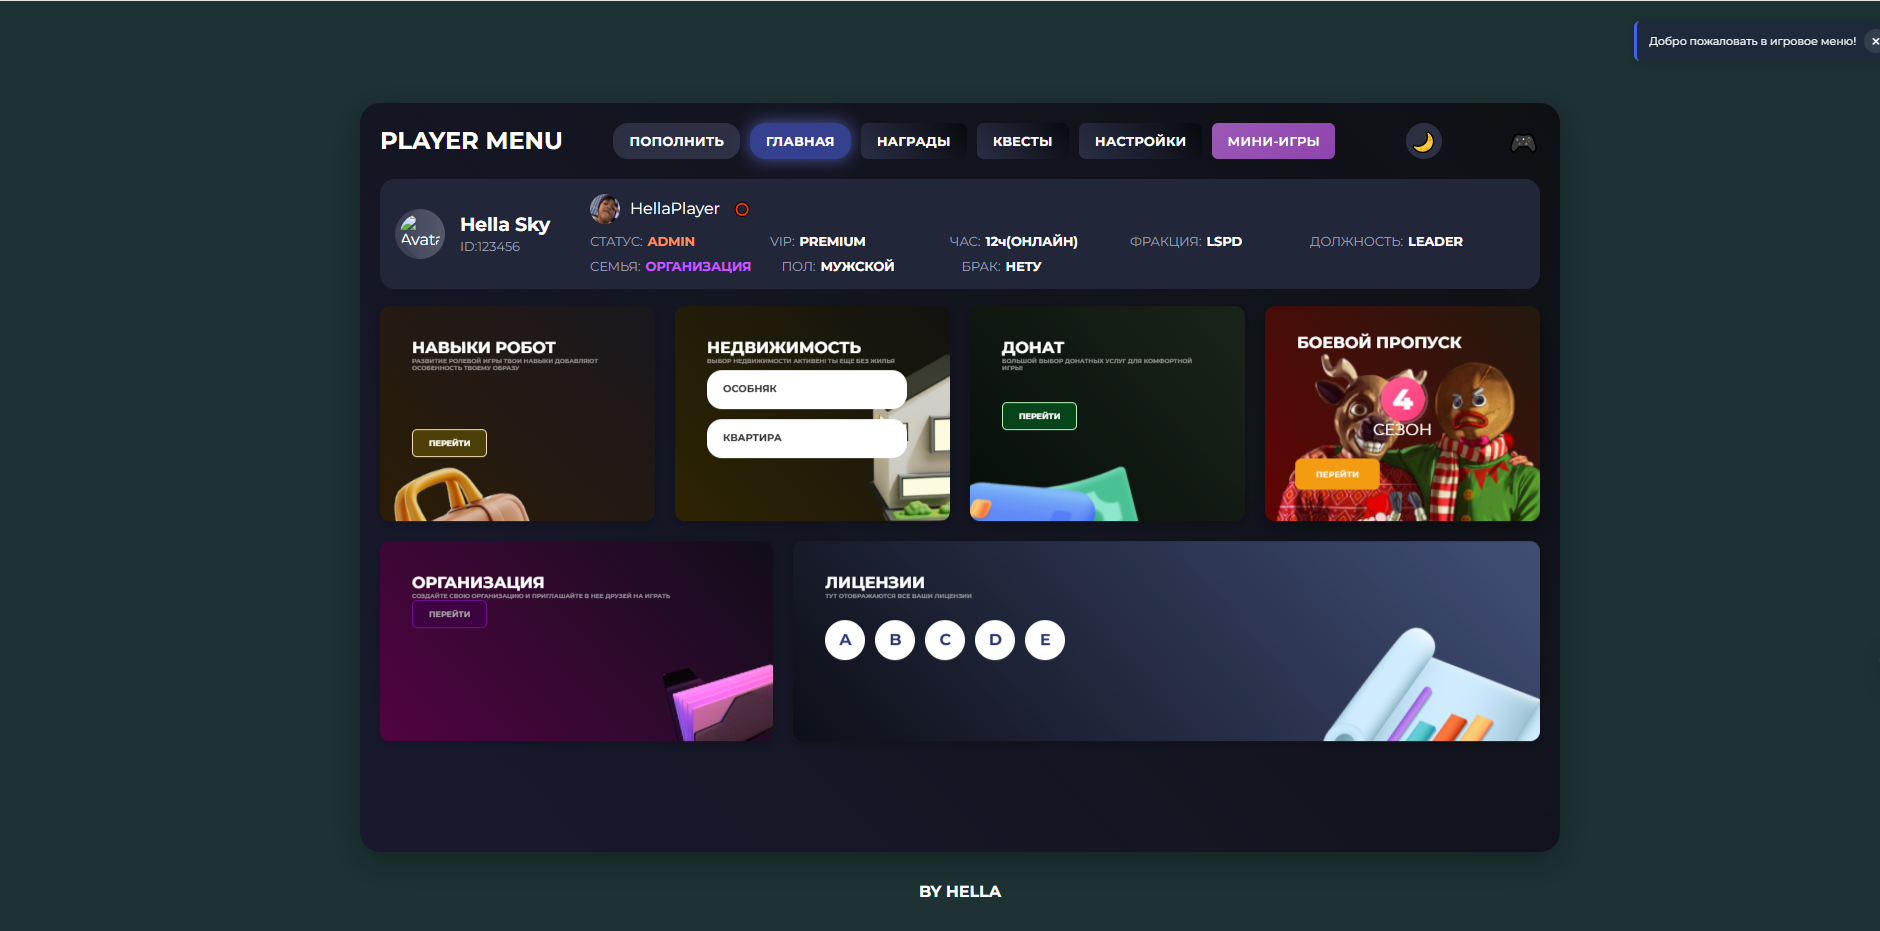 Добро пожаловать в игровое меню!
PLAYER MENU
ПОПОЛНИТЬ
ГЛАВНАЯ
НАГРАДЫ
КВЕСТЫ
НАСТРОЙКИ
МИНИ-ИГРЫ
Avata
Hella Sky
ID:123456
HellaPlayer
СТАТУС: ADMIN
VIP: PREMIUM
ЧАС: 12ч(ОНЛАЙН)
ФРАКЦИЯ: LSPD
ДОЛЖНОСТЬ: LEADER
СЕМЬЯ: ОРГАНИЗАЦИЯ
ПОЛ: МУЖСКОЙ
БРАК: НЕТУ
НАВЫКИ РОБОТ
РАЗВИТИЕ РОЛЕВОЙ ИГРЫ ТВОИ НАВЫКИ ДОБАВЛЯЮТ
ОСОБЕННОСТЬ ТВОЕМУ ОБРАЗУ
ПЕРЕЙТИ
НЕДВИЖИМОСТЬ
ВЫБОР НЕДВИЖИМОСТИ АКТИВЕН! ТЫ ЕЩЕ БЕЗ ЖИЛЬЯ
ОСОБНЯК
КВАРТИРА
ДОНАТ
БОЛЬШОЙ ВЫБОР ДОНАТНЫХ УСЛУГ ДЛЯ КОМФОРТНОЙ
ИГРЫ!
ПЕРЕЙТИ
БОЕВОЙ ПРОПУСК
4
СЕЗОН
ПЕРЕЙТИ
ОРГАНИЗАЦИЯ
СОЗДАЙТЕ СВОЮ ОРГАНИЗАЦИЮ И ПРИГЛАШАЙТЕ В НЕЕ ДРУЗЕЙ НА ИГРАТЬ
ПЕРЕЙТИ
ЛИЦЕНЗИИ
ТУТ ОТОБРАЖАЮТСЯ ВСЕ ВАШИ ЛИЦЕНЗИИ
A B C D E
BY HELLA